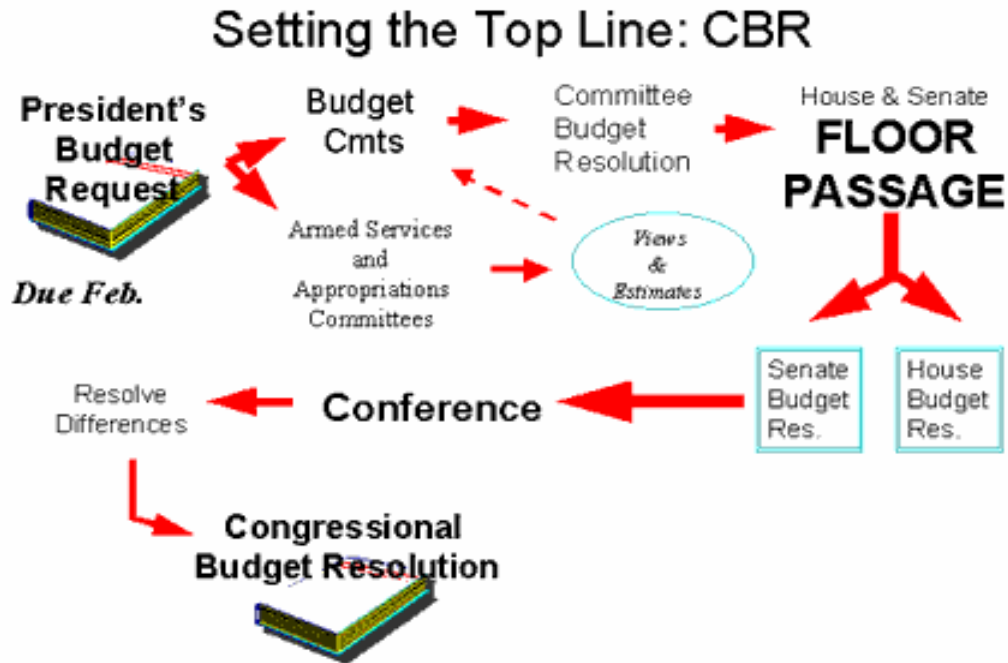 Setting the Top Line: CBR
President's
Budget
Request
Due Feb.
Budget
Cmts
Committee
Budget
Resolution
House & Senate
FLOOR
PASSAGE
Armed Services
and
Appropriations
Committees
Views
&
Estimates
Senate
Budget
Res.
House
Budget
Res.
Conference
Resolve
Differences
Congressional
Budget Resolution